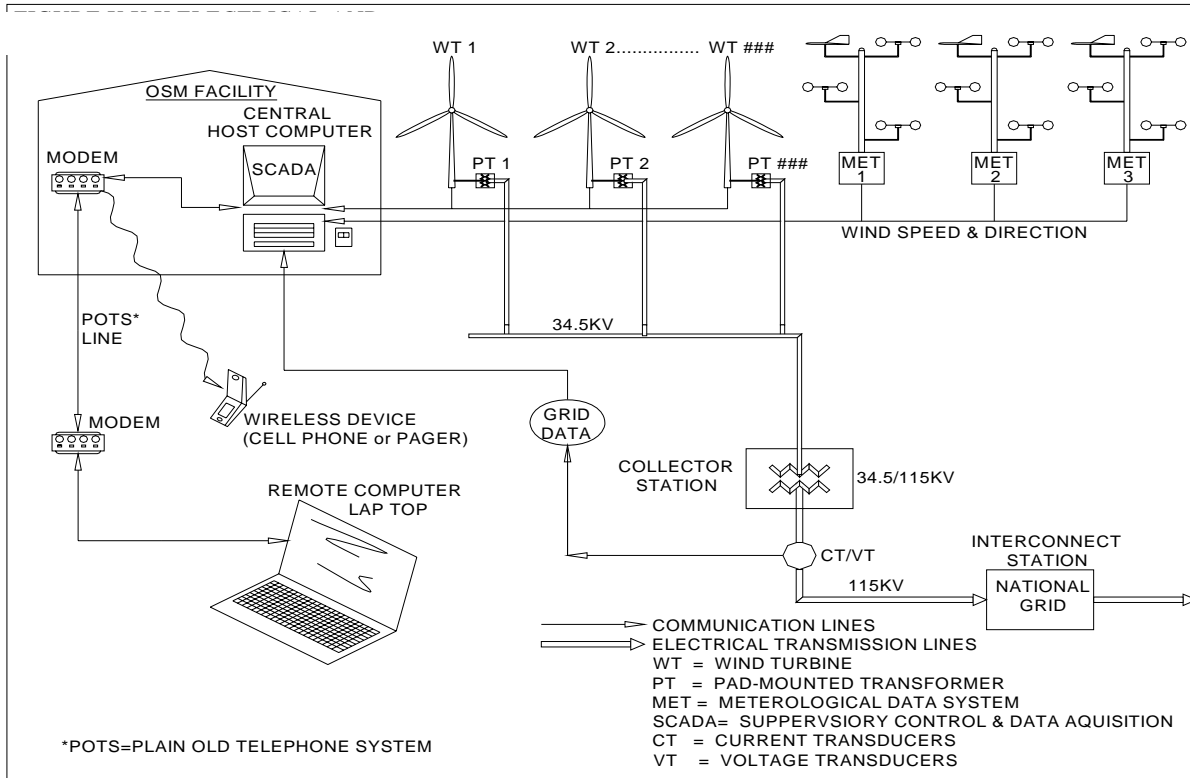 WT 1
WT 2................ WT ###
OSM FACILITY
CENTRAL
HOST COMPUTER
MODEM
SCADA
PT 1
PT 2
PT ###
MET
1
MET
2
MET
3
WIND SPEED & DIRECTION
POTS*
LINE
34.5KV
MODEM
WIRELESS DEVICE
(CELL PHONE or PAGER)
GRID
DATA
COLLECTOR
STATION
34.5/115KV
REMOTE COMPUTER
LAP TOP
CT/VT
INTERCONNECT
STATION
115KV
NATIONAL
GRID
COMMUNICATION LINES
ELECTRICAL TRANSMISSION LINES
WT = WIND TURBINE
PT = PAD-MOUNTED TRANSFORMER
MET = METEROLOGICAL DATA SYSTEM
SCADA= SUPPERVSIORY CONTROL & DATA AQUISITION
CT = CURRENT TRANSDUCERS
VT = VOLTAGE TRANSDUCERS
*POTS=PLAIN OLD TELEPHONE SYSTEM